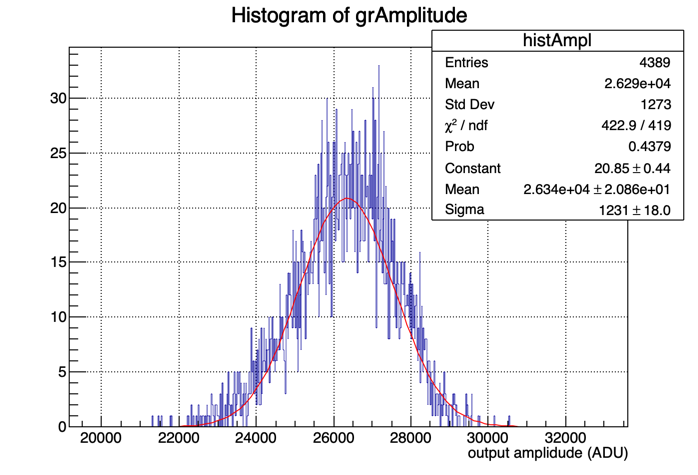 Histogram of grAmplitude
histAmpl
Entries 4389
Mean 2.629e+04
Std Dev 1273
χ² / ndf 422.9 / 419
Prob 0.4379
Constant 20.85 ± 0.44
Mean 2.634e+04 ± 2.086e+01
Sigma 1231 ± 18.0
30
25
20
15
10
5
0
20000 22000 24000 26000 28000 30000 32000
output amplidude (ADU)